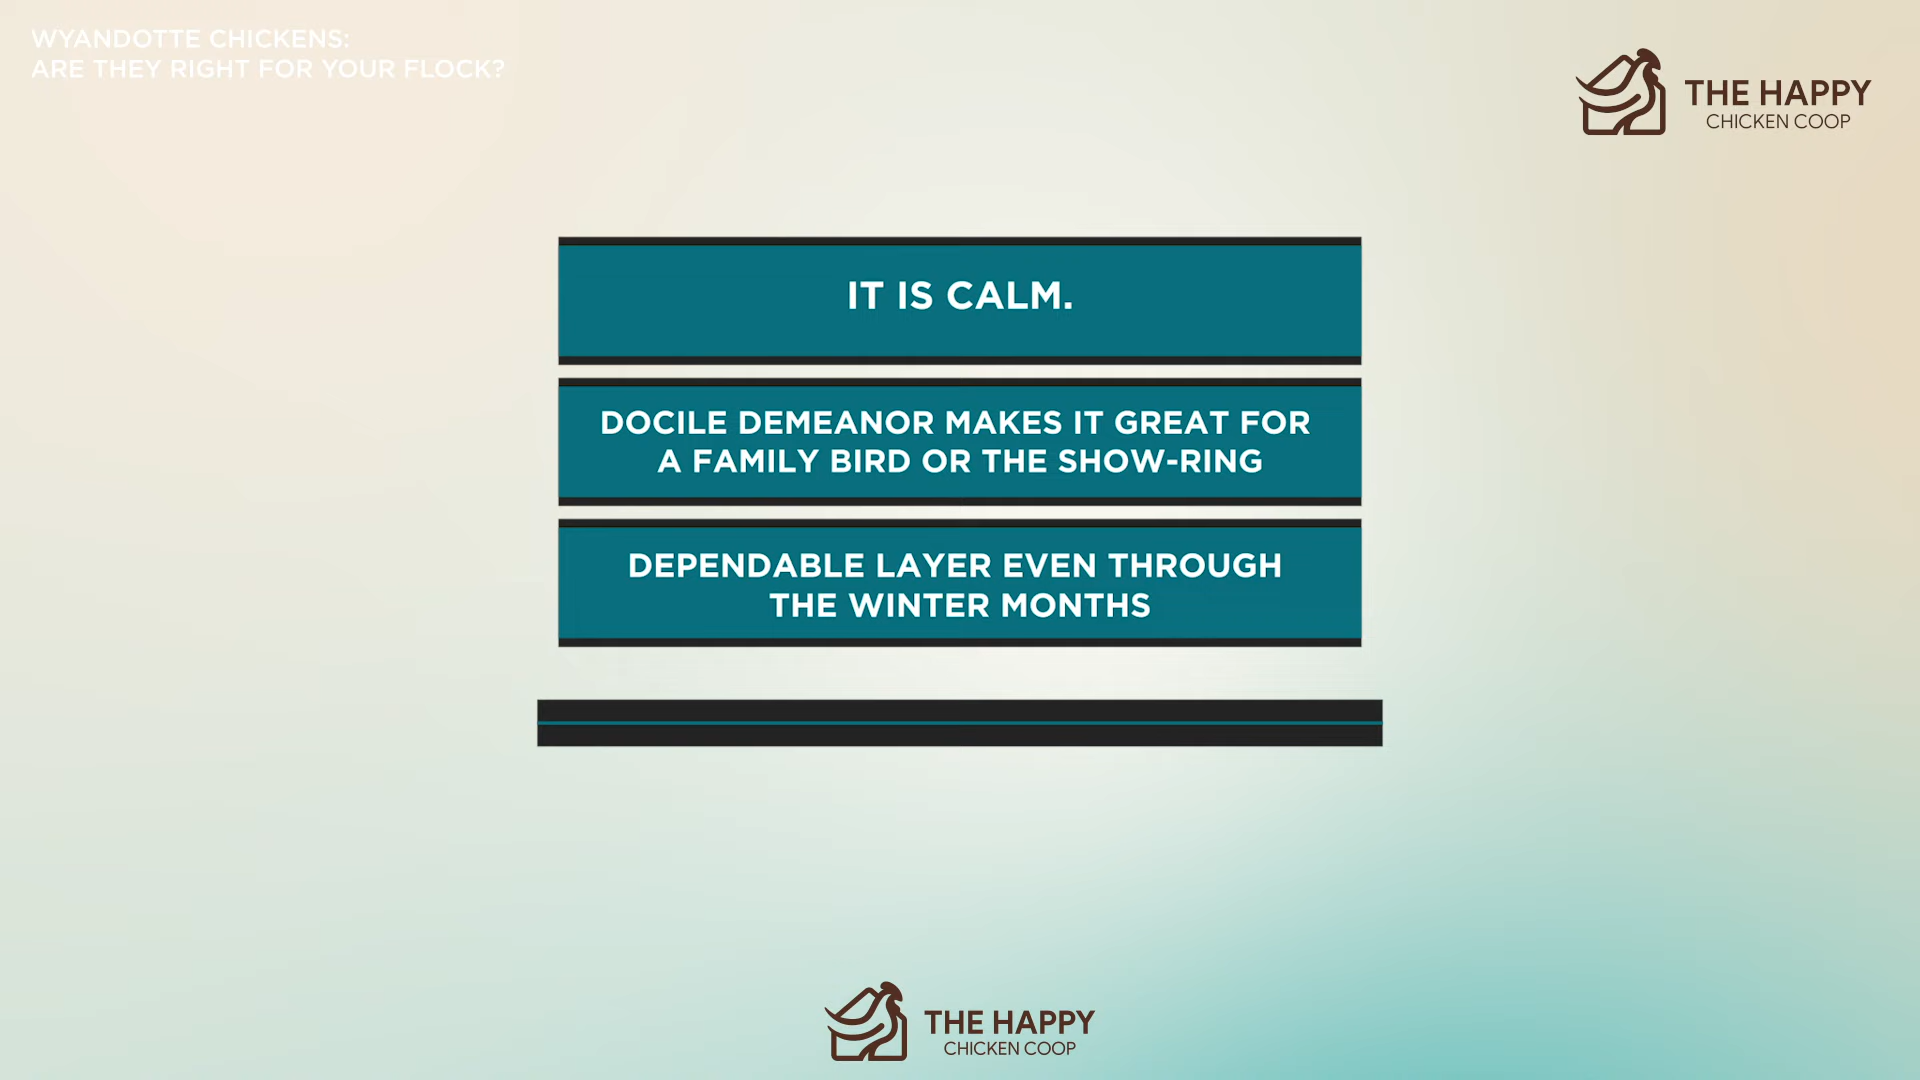 WYANDOTTE CHICKENS:
ARE THEY RIGHT FOR YOUR FLOCK?
THE HAPPY
CHICKEN COOP
IT IS CALM.
DOCILE DEMEANOR MAKES IT GREAT FOR
A FAMILY BIRD OR THE SHOW-RING
DEPENDABLE LAYER EVEN THROUGH
THE WINTER MONTHS
THE HAPPY
CHICKEN COOP